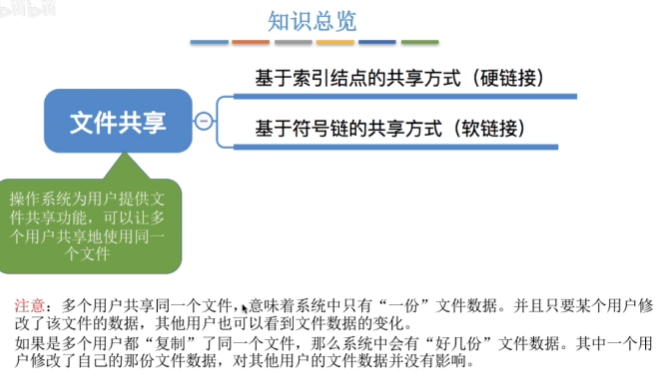 知识总览
文件共享
基于索引结点的共享方式（硬链接）
基于符号链的共享方式（软链接）
操作系统为用户提供文
件共享功能，可以让多
个用户共享地使用同一
个文件
注意：多个用户共享同一个文件，意味着系统中只有“一份”文件数据。并且只要某个用户修
改了该文件的数据，其他用户也可以看到文件数据的变化。
如果是多个用户都“复制”了同一个文件，那么系统中会有“好几份”文件数据。其中一个用
户修改了自己的那份文件数据，对其他用户的文件数据并没有影响。